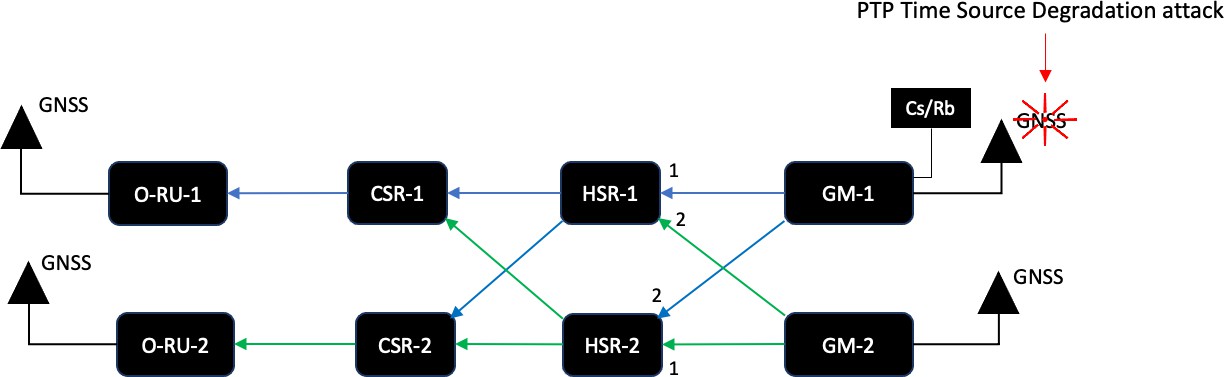 PTP Time Source Degradation attack
GNSS
Cs/Rb
GNSS
O-RU-1
CSR-1
HSR-1
1
GM-1
2
GNSS
GNSS
2
O-RU-2
CSR-2
HSR-2
1
GM-2